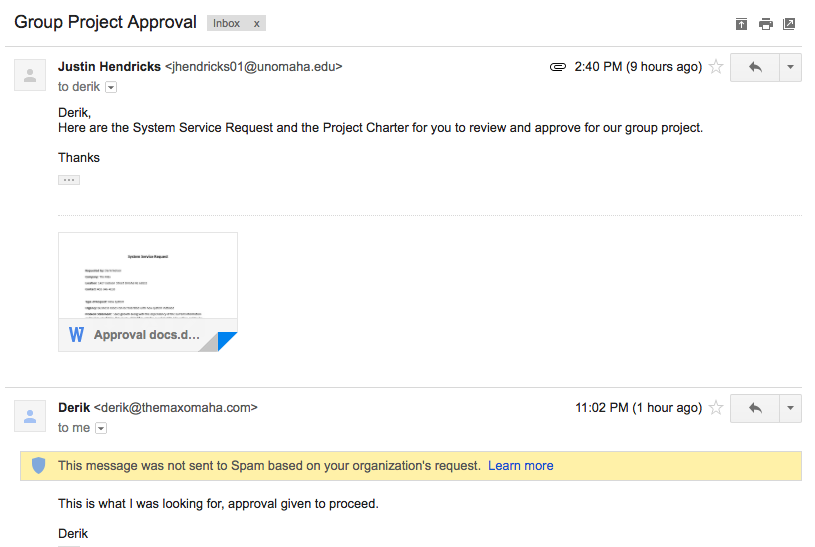 Group Project Approval Inbox x
Justin Hendricks <jhendricks01@unomaha.edu> 2:40 PM (9 hours ago)
to derik
Derik,
Here are the System Service Request and the Project Charter for you to review and approve for our group project.
Thanks
...
System Service Request
W Approval docs.d...
Derik <derik@themaxomaha.com> 11:02 PM (1 hour ago)
to me
This message was not sent to Spam based on your organization's request. Learn more
This is what I was looking for, approval given to proceed.
Derik